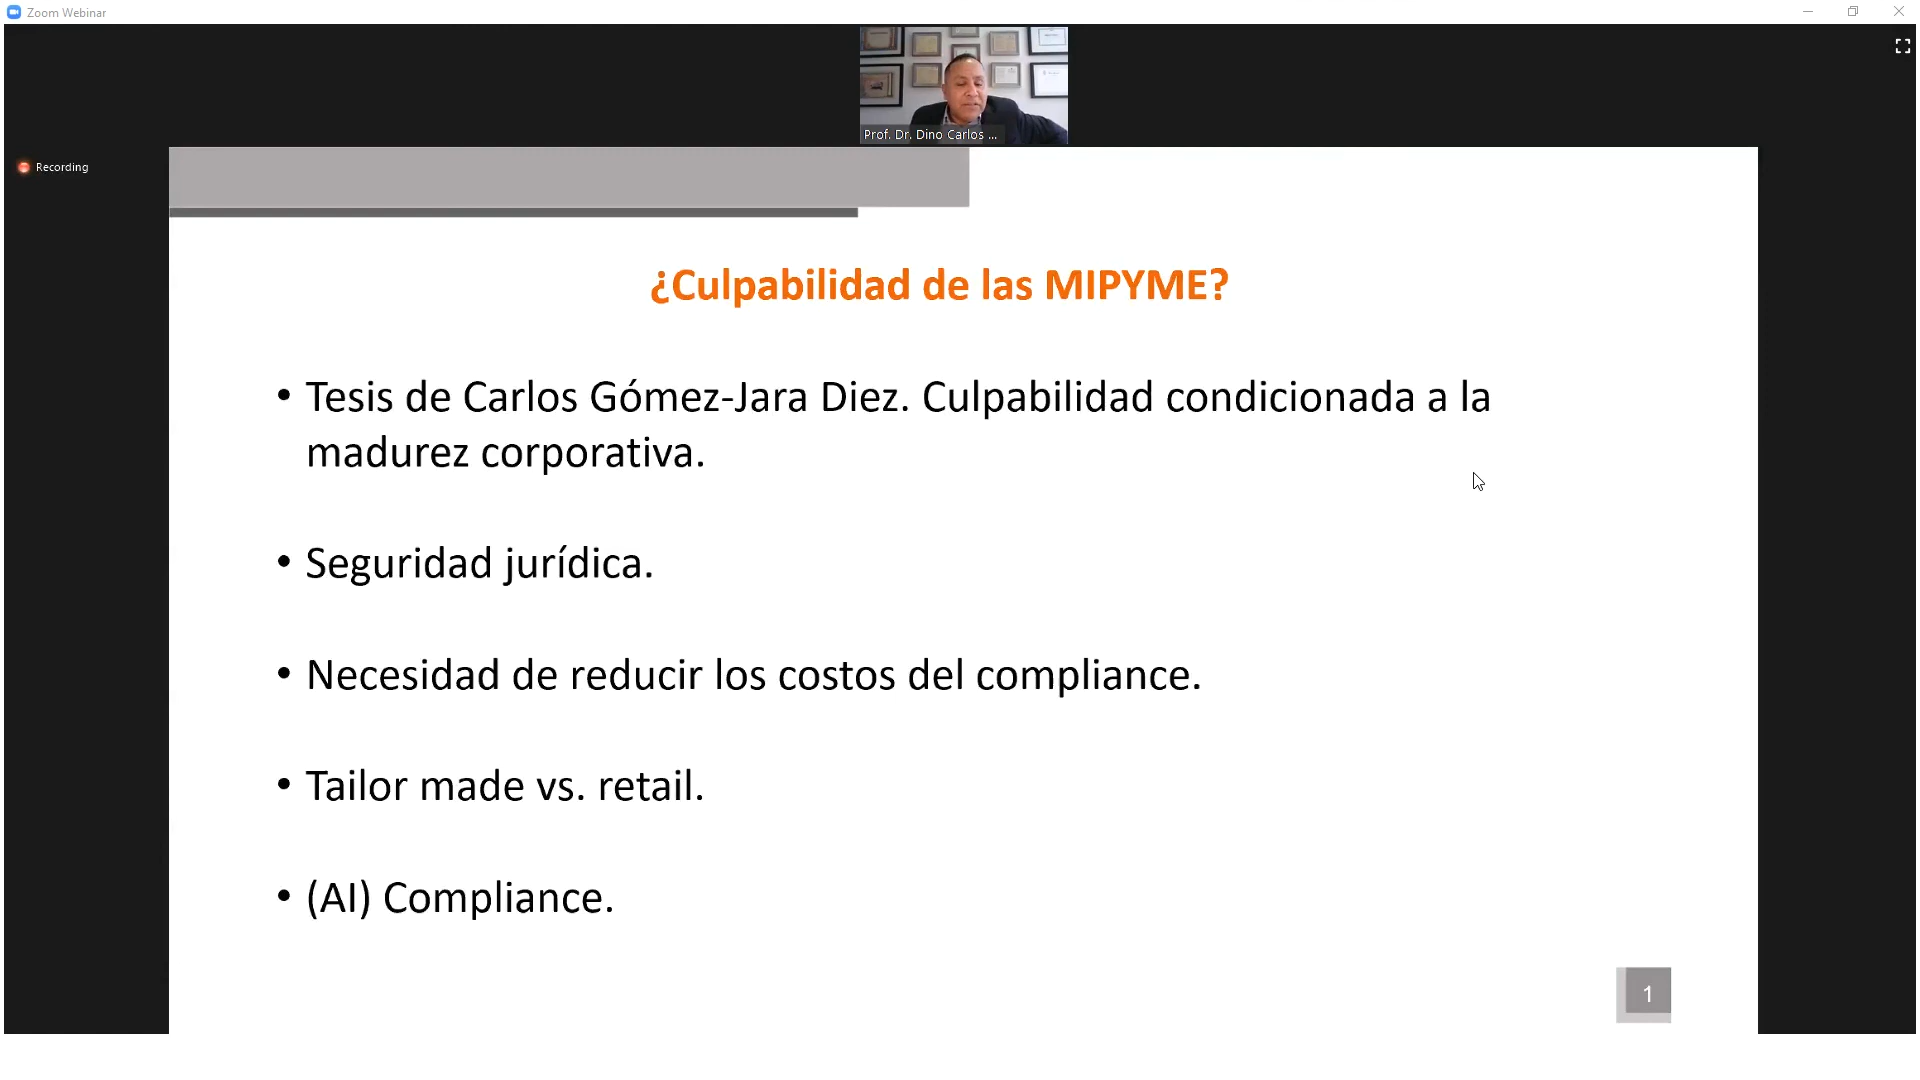 Zoom Webinar
Prof. Dr. Dino Carlos ...
Recording
¿Culpabilidad de las MIPYME?
• Tesis de Carlos Gómez-Jara Diez. Culpabilidad condicionada a la
madurez corporativa.
• Seguridad jurídica.
• Necesidad de reducir los costos del compliance.
• Tailor made vs. retail.
• (AI) Compliance.
1